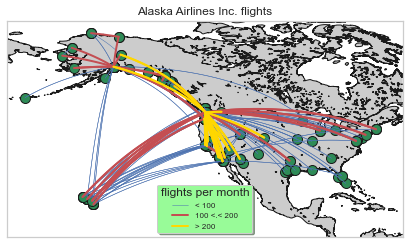 Alaska Airlines Inc. flights
flights per month
< 100
100 <.< 200
> 200